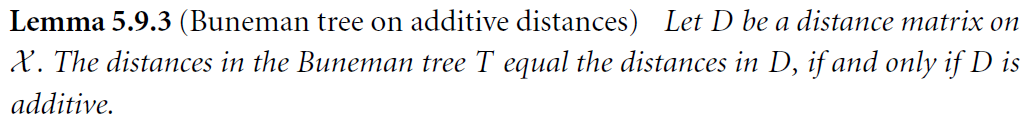 Lemma 5.9.3 (Buneman tree on additive distances) Let D be a distance matrix on
𝒳. The distances in the Buneman tree T equal the distances in D, if and only if D is
additive.